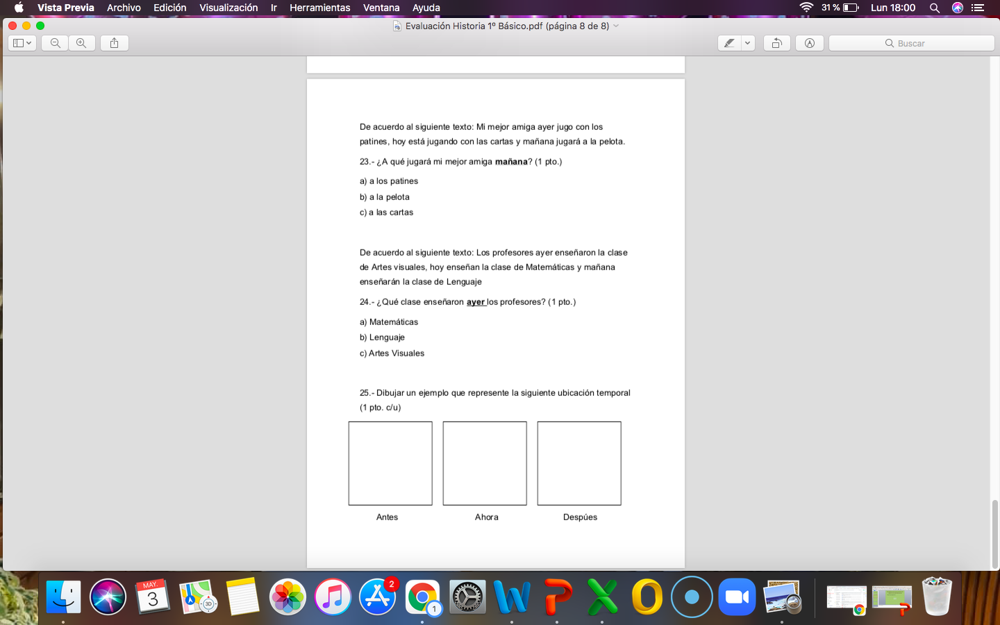 Vista Previa Archivo Edición Visualización Ir Herramientas Ventana Ayuda 31 % Lun 18:00
Evaluación Historia 1º Básico.pdf (página 8 de 8)
Buscar
De acuerdo al siguiente texto: Mi mejor amiga ayer jugo con los
patines, hoy está jugando con las cartas y mañana jugará a la pelota.
23.- ¿A qué jugará mi mejor amiga mañana? (1 pto.)
a) a los patines
b) a la pelota
c) a las cartas
De acuerdo al siguiente texto: Los profesores ayer enseñaron la clase
de Artes visuales, hoy enseñan la clase de Matemáticas y mañana
enseñarán la clase de Lenguaje
24.- ¿Qué clase enseñaron ayer los profesores? (1 pto.)
a) Matemáticas
b) Lenguaje
c) Artes Visuales
25.- Dibujar un ejemplo que represente la siguiente ubicación temporal
(1 pto. c/u)
Antes Ahora Despúes
MAY. 3
3D
2
1